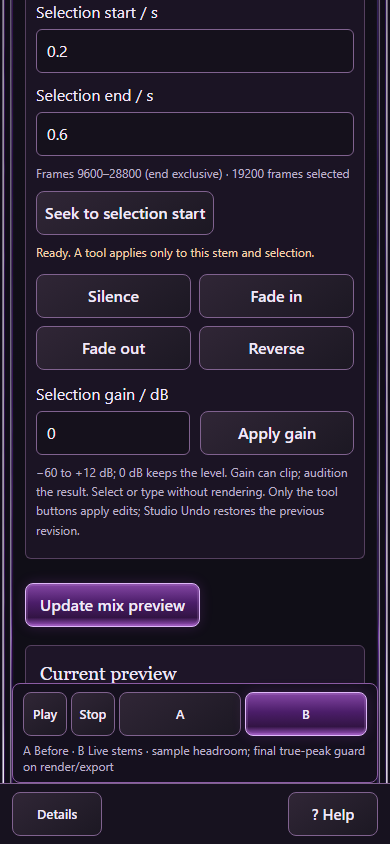 Selection start / s
0.2
Selection end / s
0.6
Frames 9600–28800 (end exclusive) · 19200 frames selected
Seek to selection start
Ready. A tool applies only to this stem and selection.
Silence
Fade in
Fade out
Reverse
Selection gain / dB
0
Apply gain
−60 to +12 dB; 0 dB keeps the level. Gain can clip; audition
the result. Select or type without rendering. Only the tool
buttons apply edits; Studio Undo restores the previous
revision.
Update mix preview
Current preview
Play
Stop
A
B
A Before · B Live stems · sample headroom; final true-peak guard
on render/export
Details
? Help